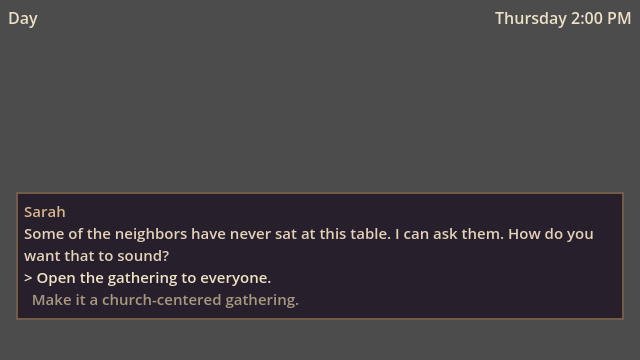 Day
Thursday 2:00 PM
Sarah
Some of the neighbors have never sat at this table. I can ask them. How do you
want that to sound?
> Open the gathering to everyone.
Make it a church-centered gathering.